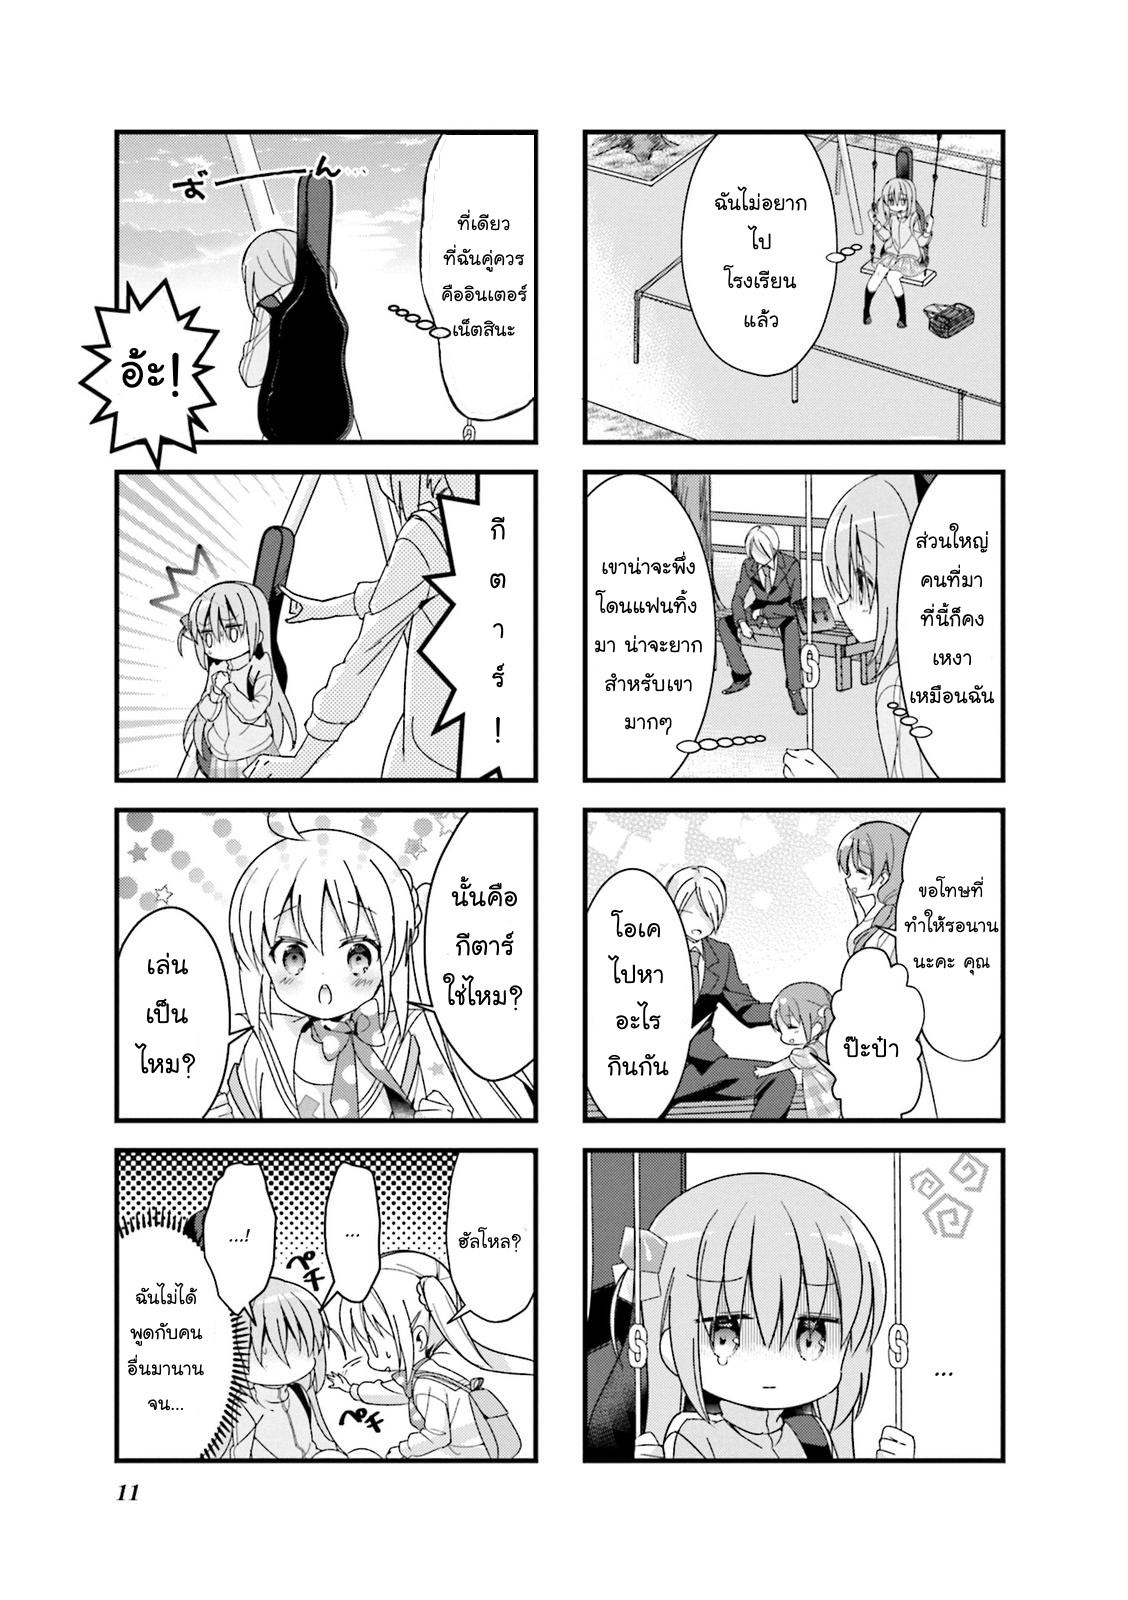 ฉันไม่อยาก
ไป
โรงเรียน
แล้ว
ส่วนใหญ่
คนที่มา
ที่นี้ก็คง
เหงา
เหมือนฉัน
เขาน่าจะพึ่ง
โดนแฟนทิ้ง
มา น่าจะยาก
สำหรับเขา
มากๆ
ขอโทษที่
ทำให้รอนาน
นะคะ คุณ
ป๊ะป๋า
โอเค
ไปหา
อะไร
กินกัน
...
ずーーん…
ที่เดียว
ที่ฉันคู่ควร
คืออินเตอร์
เน็ตสินะ
อ้ะ!
กีตาร์!
นั้นคือ
กีตาร์
ใช่ไหม?
เล่น
เป็น
ไหม?
ฮัลโหล?
...
...!
ペチ
ペチ
ฉันไม่ได้
พูดกับคน
อื่นมานาน
จน...
11